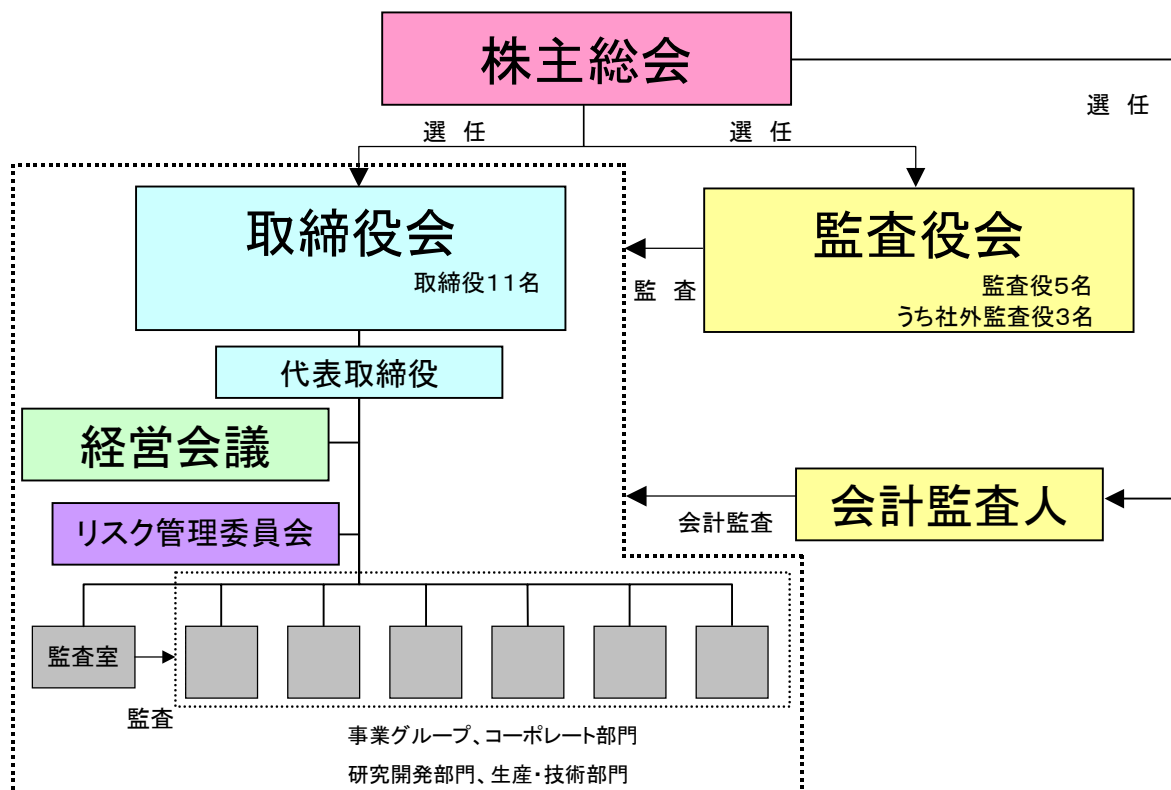 株主総会
選 任
選 任
選 任
取締役会
取締役11名
監査役会
監査役5名
うち社外監査役3名
監 査
代表取締役
経営会議
会計監査人
会計監査
リスク管理委員会
監査室
監査
事業グループ、コーポレート部門
研究開発部門、生産・技術部門